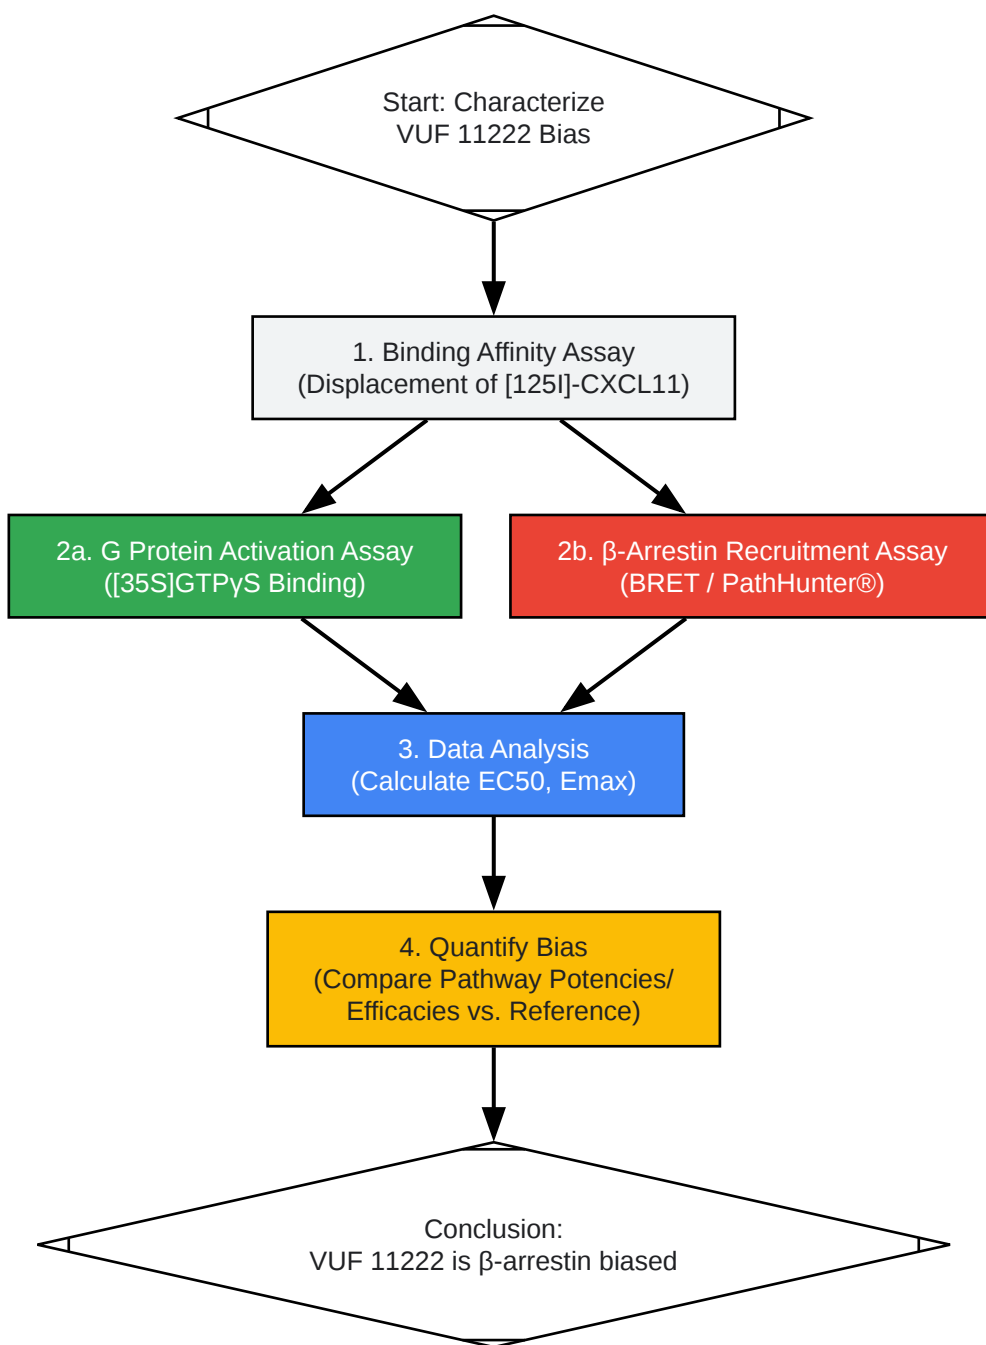 Start: Characterize
VUF 11222 Bias
1. Binding Affinity Assay
(Displacement of [125I]-CXCL11)
2a. G Protein Activation Assay
([35S]GTPγS Binding)
2b. β-Arrestin Recruitment Assay
(BRET / PathHunter®)
3. Data Analysis
(Calculate EC50, Emax)
4. Quantify Bias
(Compare Pathway Potencies/
Efficacies vs. Reference)
Conclusion:
VUF 11222 is β-arrestin biased